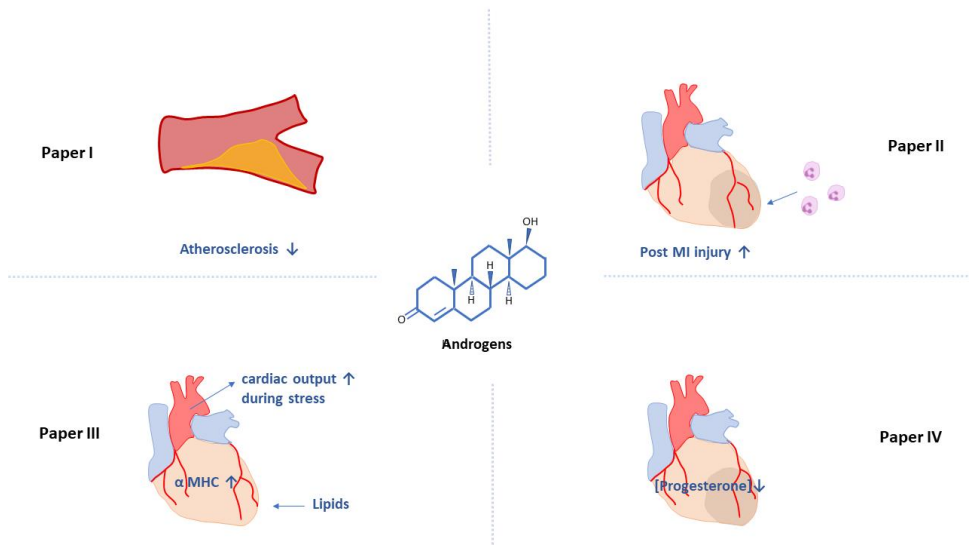 Paper I
Atherosclerosis ↓
Paper II
Post MI injury ↑
OH
H
H
H
O
Androgens
Paper III
cardiac output ↑
during stress
α MHC ↑
Lipids
Paper IV
[Progesterone]↓